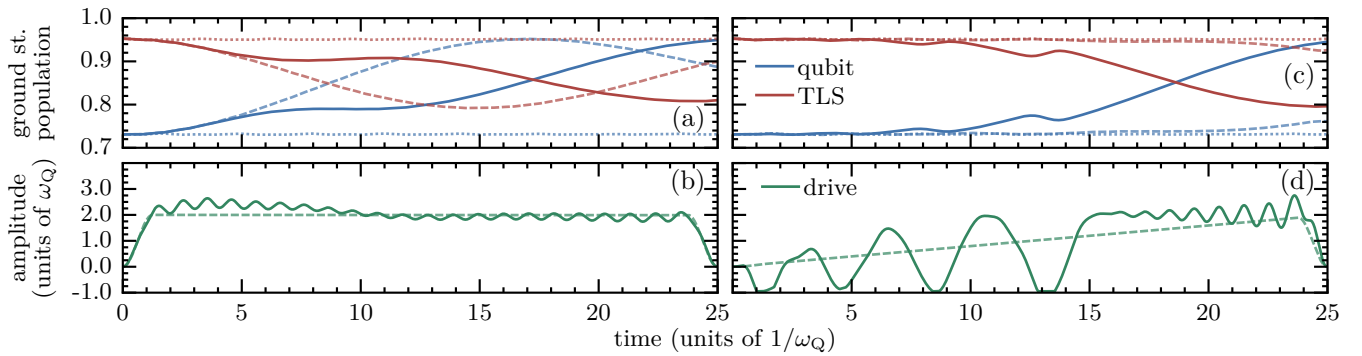 ground st.
population
1.0
0.9
0.8
0.7
(a)
qubit
TLS
(c)
amplitude
(units of ωQ)
3.0
2.0
1.0
0.0
-1.0
(b)
drive
(d)
0 5 10 15 20 25
5 10 15 20 25
time (units of 1/ωQ)